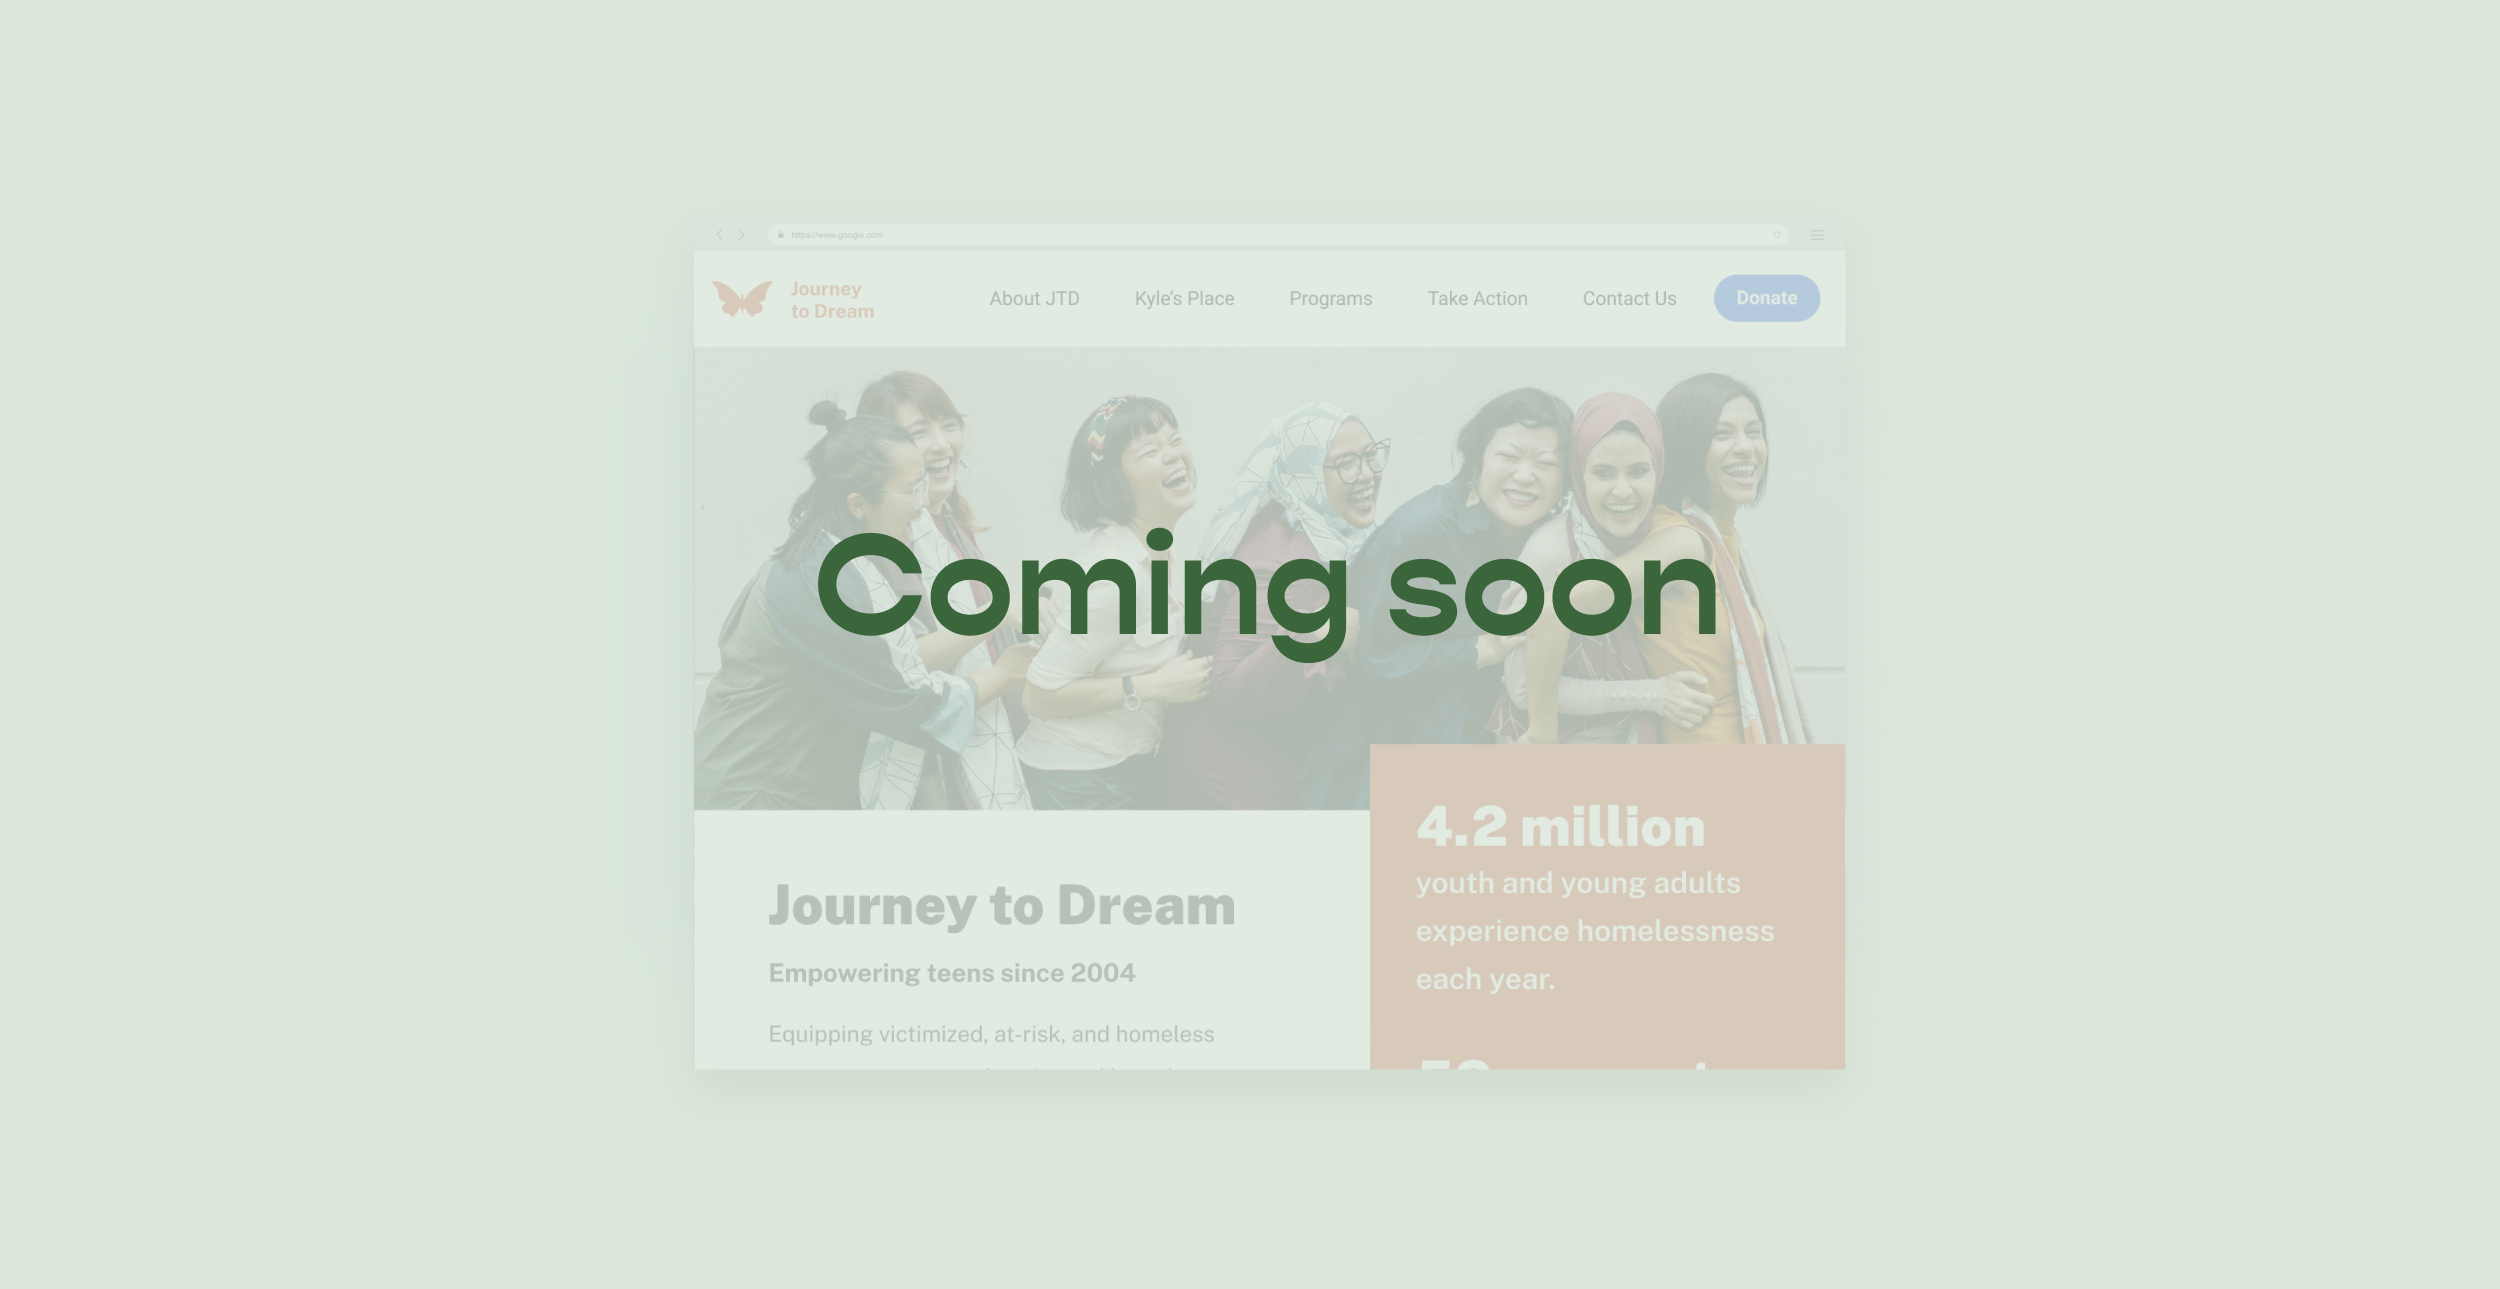 https://www.google.com
Journey
to Dream
About JTD
Kyle's Place
Programs
Take Action
Contact Us
Donate
Coming soon
Journey to Dream
Empowering teens since 2004
Equipping victimized, at-risk, and homeless
4.2 million
youth and young adults
experience homelessness
each year.